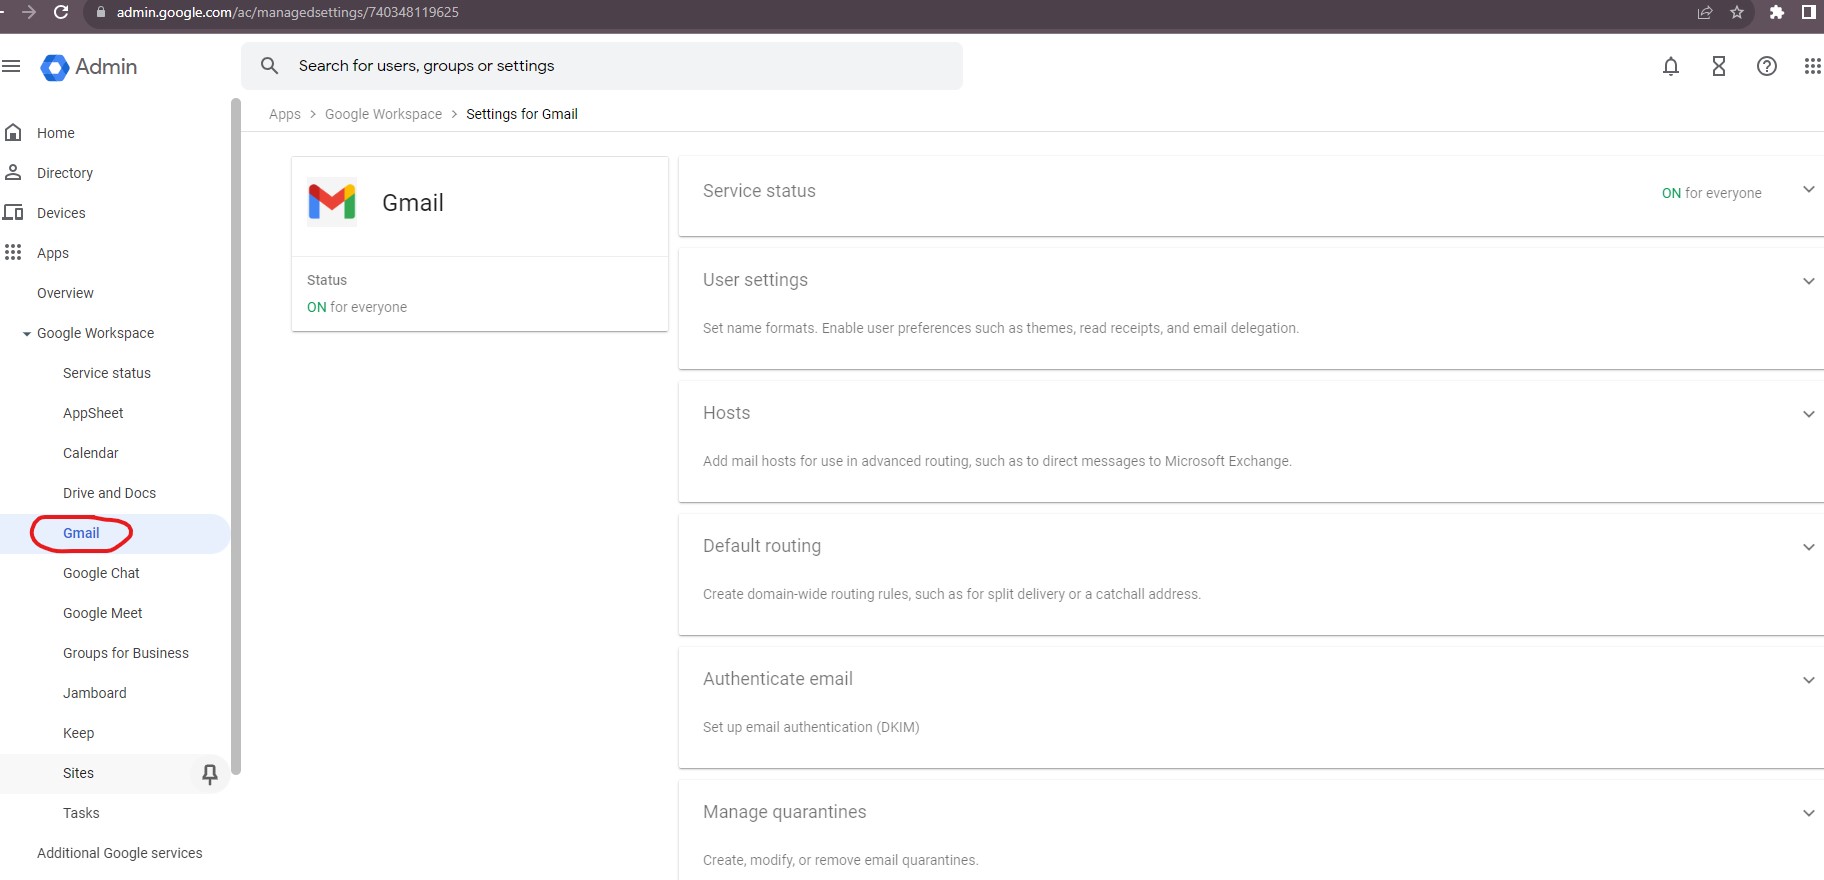 admin.google.com/ac/managedsettings/740348119625
Admin
Search for users, groups or settings
Apps > Google Workspace > Settings for Gmail
Home
Directory
Devices
Apps
Overview
Google Workspace
Service status
AppSheet
Calendar
Drive and Docs
Gmail
Google Chat
Google Meet
Groups for Business
Jamboard
Keep
Sites
Tasks
Additional Google services
Gmail
Status
ON for everyone
Service status
ON for everyone
User settings
Set name formats. Enable user preferences such as themes, read receipts, and email delegation.
Hosts
Add mail hosts for use in advanced routing, such as to direct messages to Microsoft Exchange.
Default routing
Create domain-wide routing rules, such as for split delivery or a catchall address.
Authenticate email
Set up email authentication (DKIM)
Manage quarantines
Create, modify, or remove email quarantines.